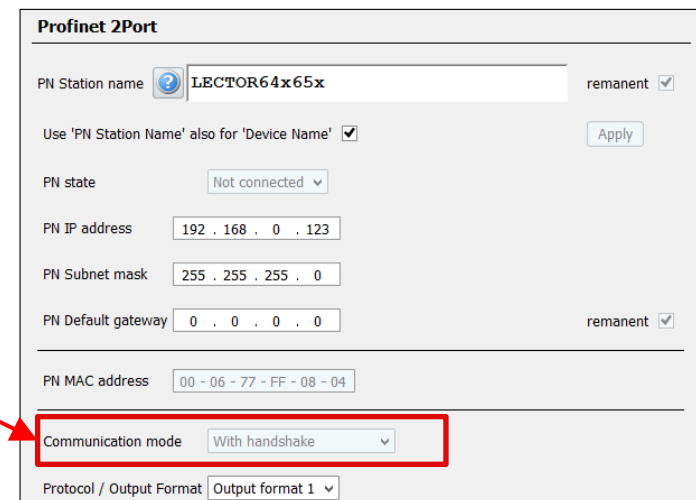 Profinet 2Port
PN Station name LECTOR64x65x remanent
Use 'PN Station Name' also for 'Device Name' Apply
PN state Not connected
PN IP address 192 . 168 . 0 . 123
PN Subnet mask 255 . 255 . 255 . 0
PN Default gateway 0 . 0 . 0 . 0 remanent
PN MAC address 00 - 06 - 77 - FF - 08 - 04
Communication mode With handshake
Protocol / Output Format Output format 1